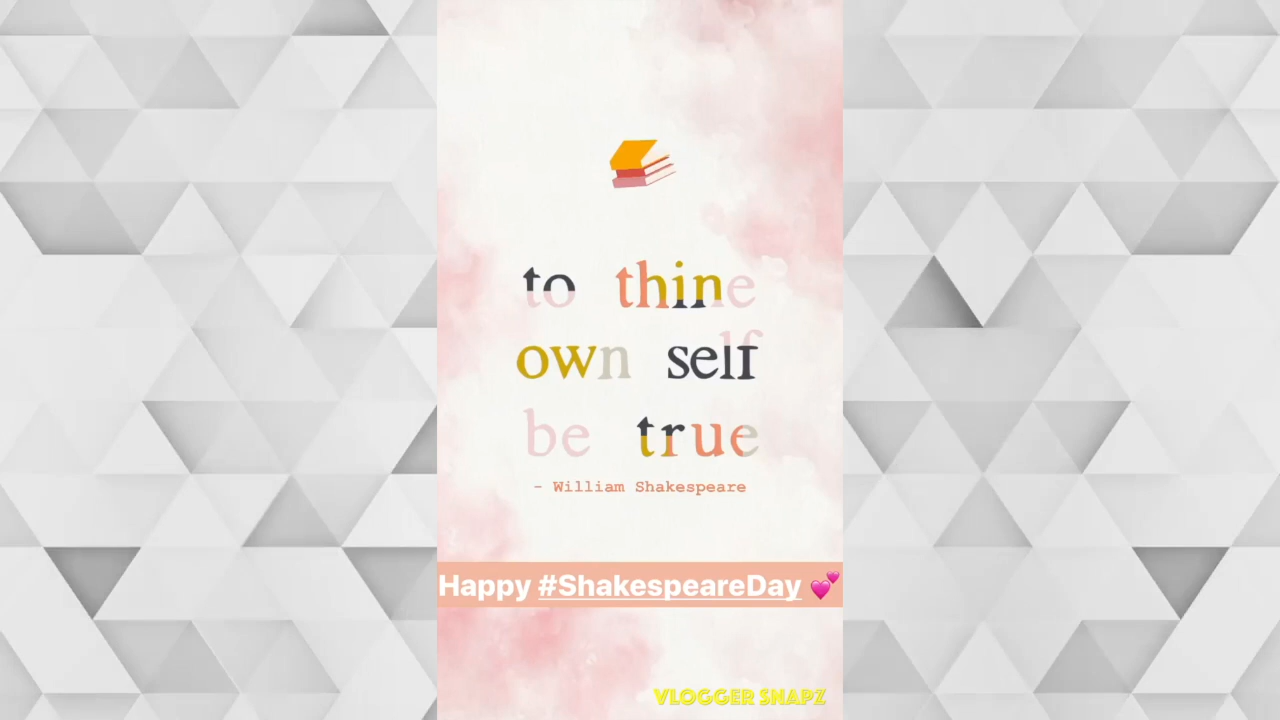 to thine
own self
be true
- William Shakespeare
Happy #ShakespeareDay 💕
VLOGGER SNAPZ